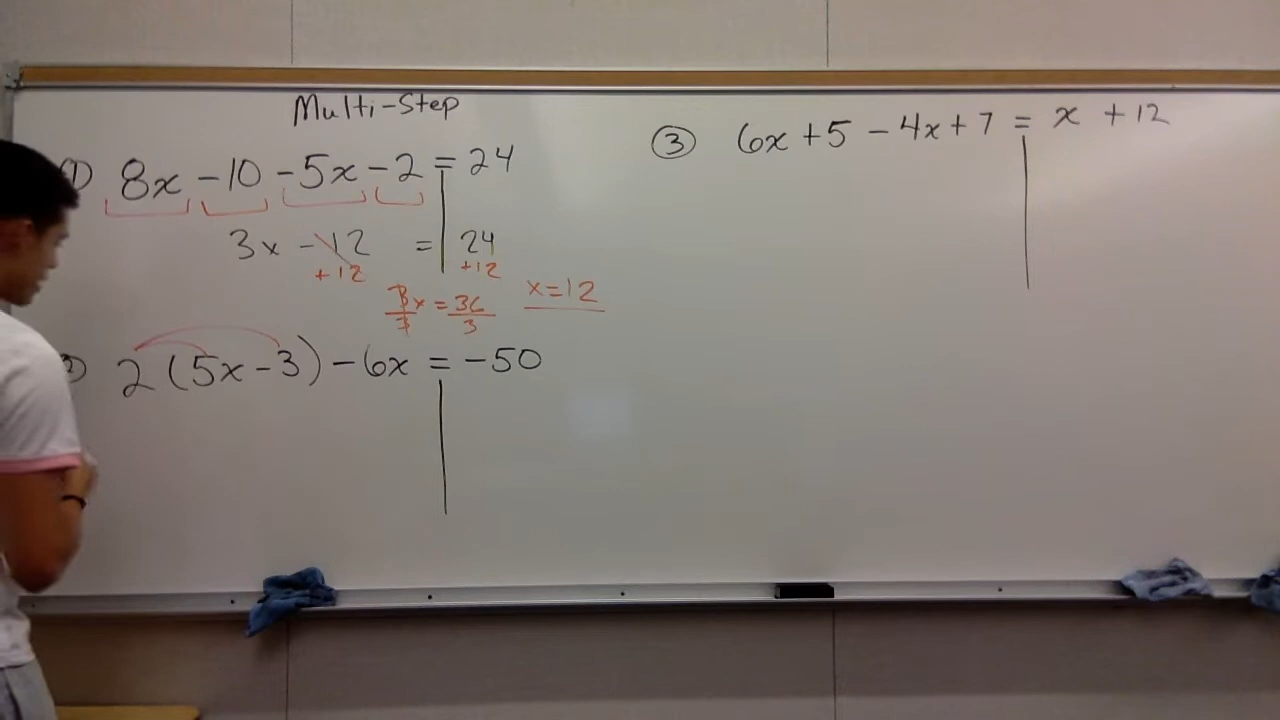 Multi-Step
1) 8x - 10 - 5x - 2 = 24
3x - 12 = 24
+12 +12
3x = 36 x = 12
3 3
2) 2(5x - 3) - 6x = -50
③ 6x + 5 - 4x + 7 = x + 12